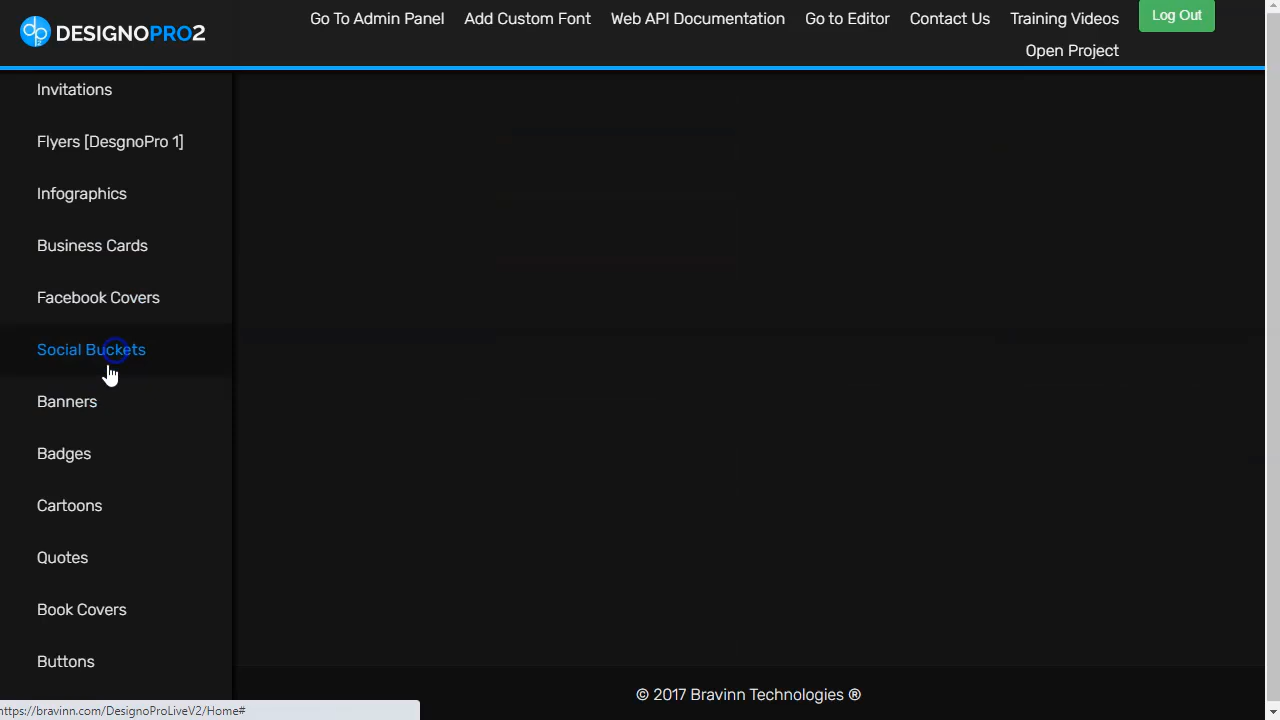 DESIGNOPRO2
Go To Admin Panel
Add Custom Font
Web API Documentation
Go to Editor
Contact Us
Training Videos
Log Out
Open Project
Invitations
Flyers [DesgnoPro 1]
Infographics
Business Cards
Facebook Covers
Social Buckets
Banners
Badges
Cartoons
Quotes
Book Covers
Buttons
© 2017 Bravinn Technologies ®
https://bravinn.com/DesignoProLiveV2/Home#